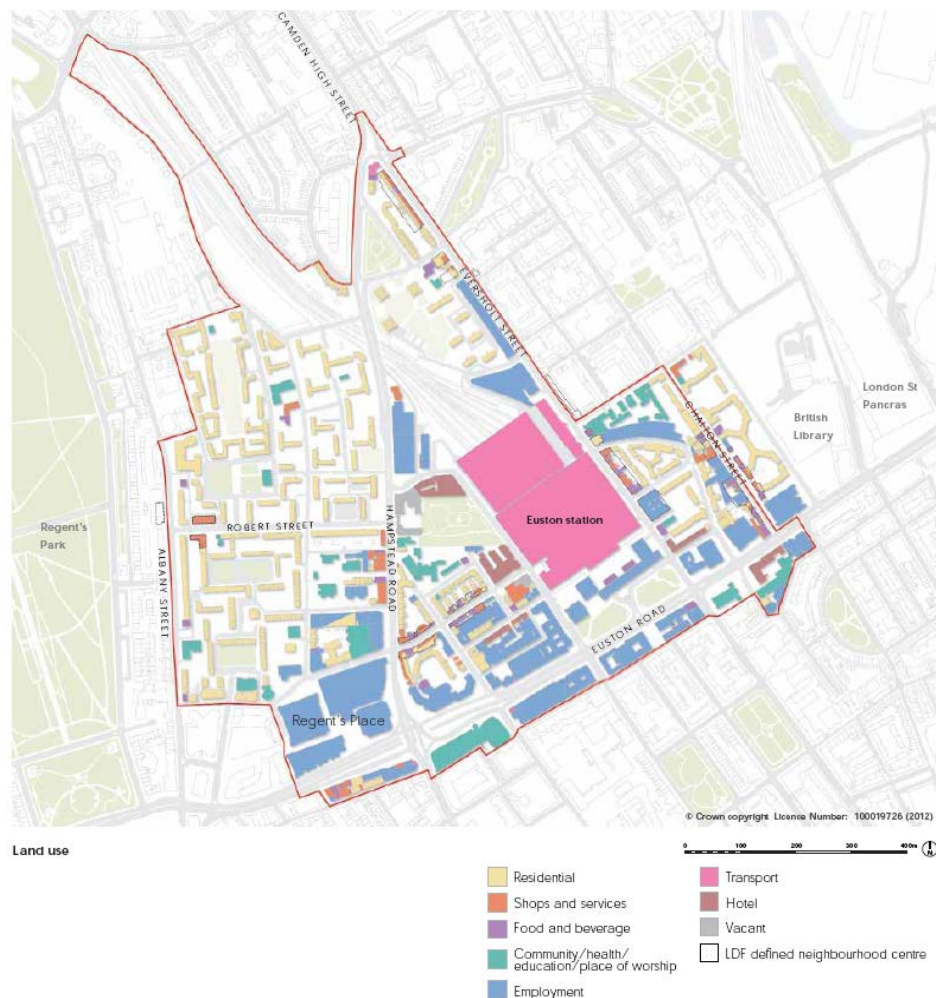 CAMDEN HIGH STREET
EVERSHOLT STREET
CHALTON STREET
London St
Pancras
British
Library
Euston station
Regent's
Park
ROBERT STREET
HAMPSTEAD ROAD
ALBANY STREET
EUSTON ROAD
Regent's Place
© Crown copyright Licence Number: 100019726 (2012)
Land use
0 100 200 300 400m
N
Residential
Shops and services
Food and beverage
Community/health/
education/place of worship
Employment
Transport
Hotel
Vacant
LDF defined neighbourhood centre